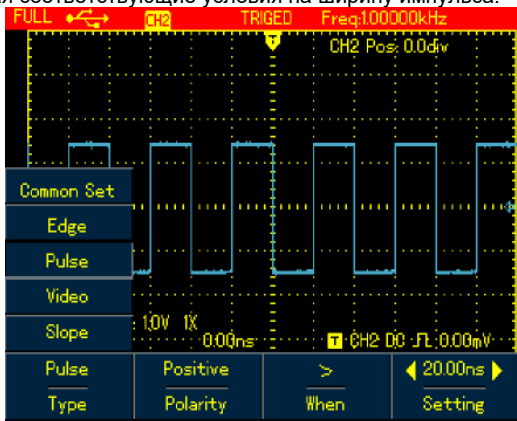 соответствующие условия на ширину импульса.
FULL CH2 TRIGED Freq:1.00000kHz
T
CH2 Pos: 0.0div
Common Set
Edge
Pulse
Video
Slope
: 1.0V 1X
0.00ns
T CH2 DC 0.00mV
Pulse Positive > 20.00ns
Type Polarity When Setting